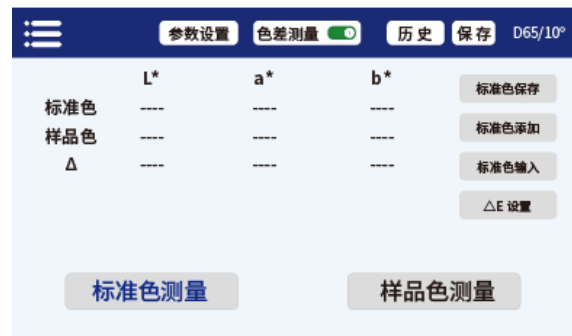 参数设置 色差测量 历史 保存 D65/10°
L* a* b*
标准色 ---- ---- ----
样品色 ---- ---- ----
Δ ---- ---- ----
标准色保存
标准色添加
标准色输入
△E 设置
标准色测量 样品色测量